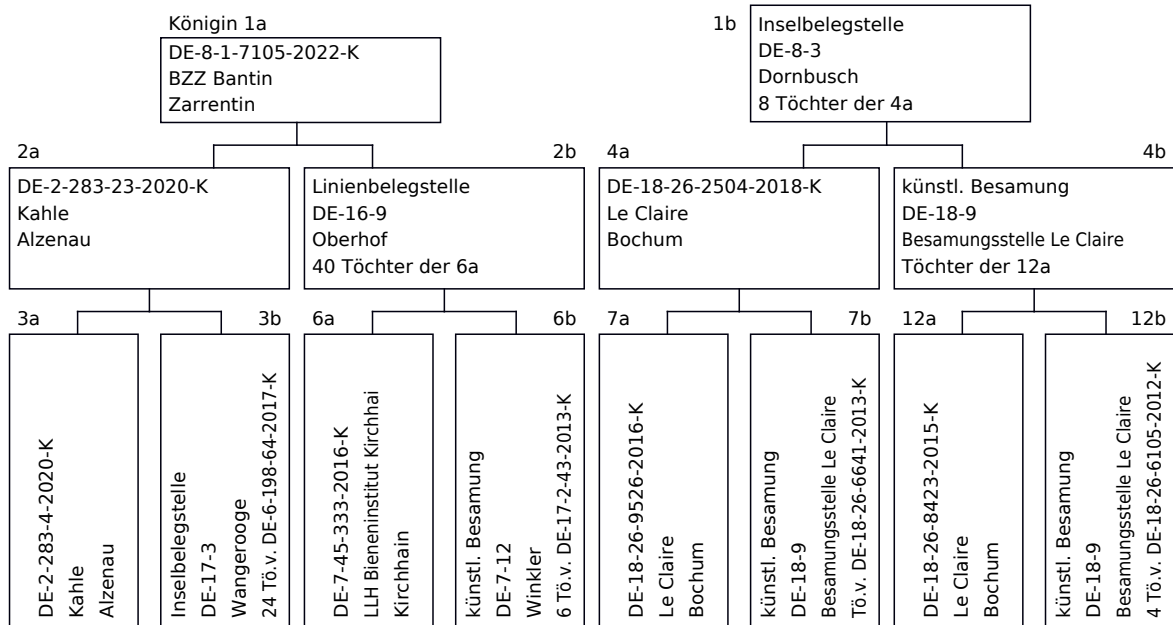 Königin 1a
DE-8-1-7105-2022-K
BZZ Bantin
Zarrentin
1b
Inselbelegstelle
DE-8-3
Dornbusch
8 Töchter der 4a
2a
DE-2-283-23-2020-K
Kahle
Alzenau
2b
Linienbelegstelle
DE-16-9
Oberhof
40 Töchter der 6a
4a
DE-18-26-2504-2018-K
Le Claire
Bochum
4b
künstl. Besamung
DE-18-9
Besamungsstelle Le Claire
Töchter der 12a
3a
DE-2-283-4-2020-K
Kahle
Alzenau
3b
Inselbelegstelle
DE-17-3
Wangerooge
24 Tö.v. DE-6-198-64-2017-K
6a
DE-7-45-333-2016-K
LLH Bieneninstitut Kirchhai
Kirchhain
6b
künstl. Besamung
DE-7-12
Winkler
6 Tö.v. DE-17-2-43-2013-K
7a
DE-18-26-9526-2016-K
Le Claire
Bochum
7b
künstl. Besamung
DE-18-9
Besamungsstelle Le Claire
Tö.v. DE-18-26-6641-2013-K
12a
DE-18-26-8423-2015-K
Le Claire
Bochum
12b
künstl. Besamung
DE-18-9
Besamungsstelle Le Claire
4 Tö.v. DE-18-26-6105-2012-K